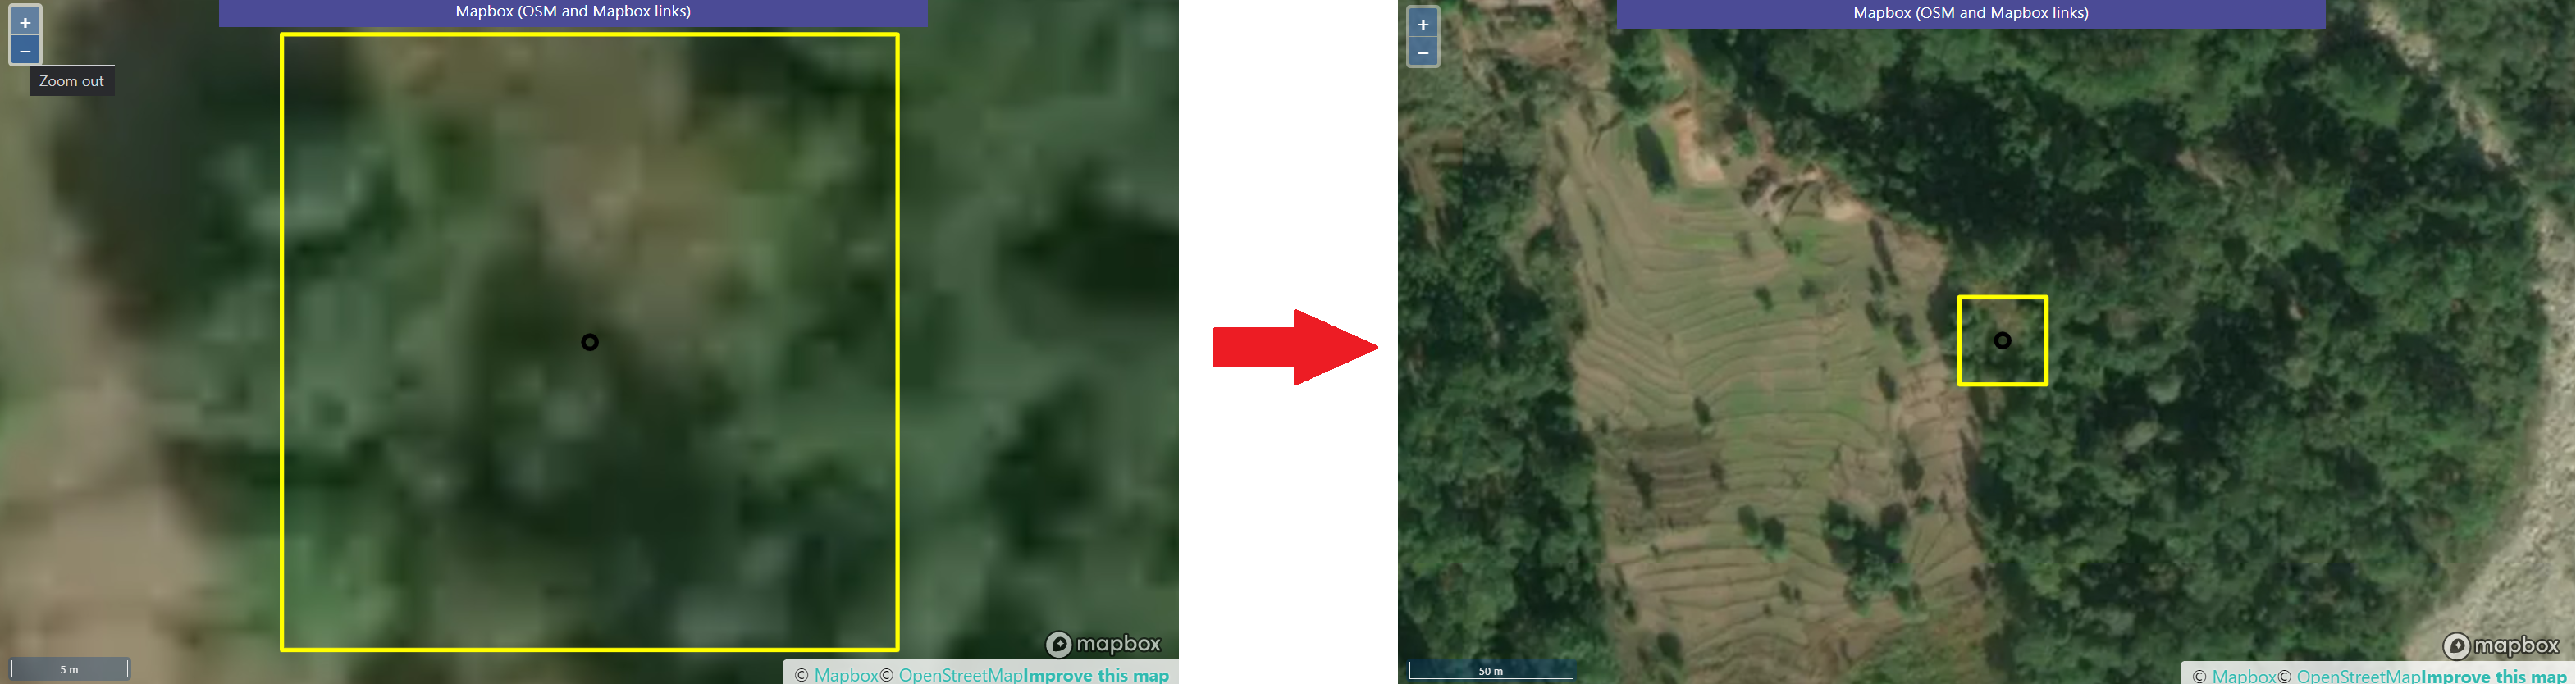 Mapbox (OSM and Mapbox links)
+
−
Zoom out
5 m
mapbox
© Mapbox© OpenStreetMapImprove this map
Mapbox (OSM and Mapbox links)
+
−
50 m
mapbox
© Mapbox© OpenStreetMapImprove this map